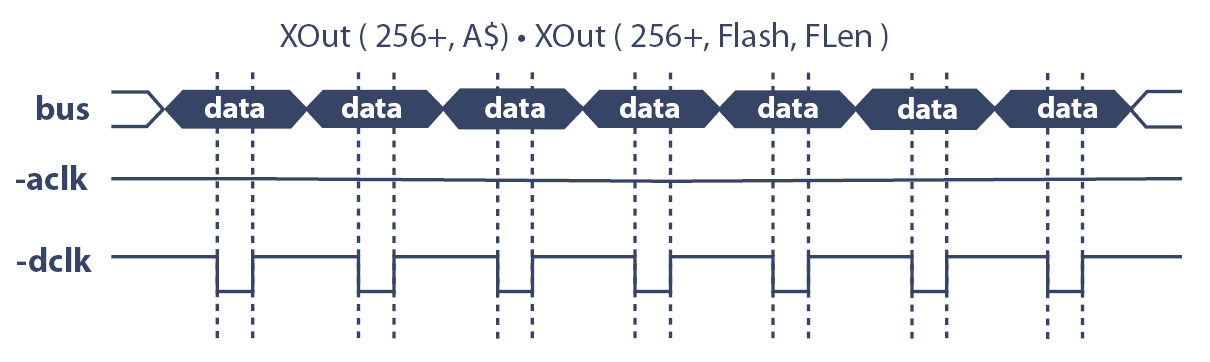 XOut ( 256+, A$) • XOut ( 256+, Flash, FLen )
bus data data data data data data data
-aclk
-dclk